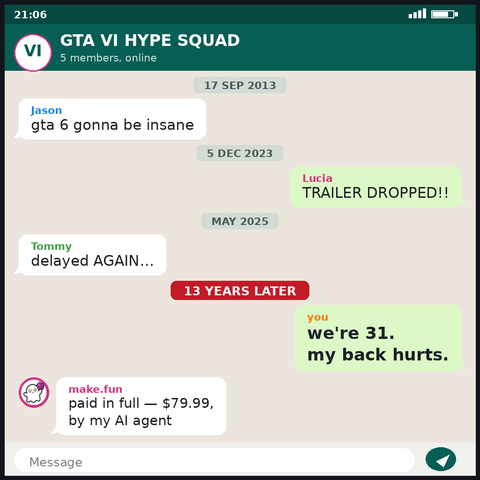 21:06
VI
GTA VI HYPE SQUAD
5 members, online
17 SEP 2013
Jason
gta 6 gonna be insane
5 DEC 2023
Lucia
TRAILER DROPPED!!
MAY 2025
Tommy
delayed AGAIN...
13 YEARS LATER
you
we're 31.
my back hurts.
make.fun
paid in full — $79.99,
by my AI agent
Message